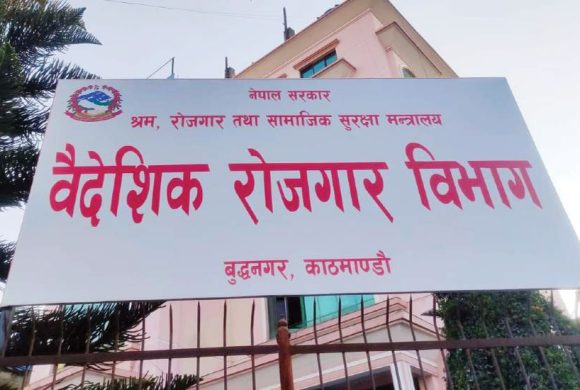 नेपाल सरकार
श्रम, रोजगार तथा सामाजिक सुरक्षा मन्त्रालय
वैदेशिक रोजगार विभाग
बुद्धनगर, काठमाण्डौ